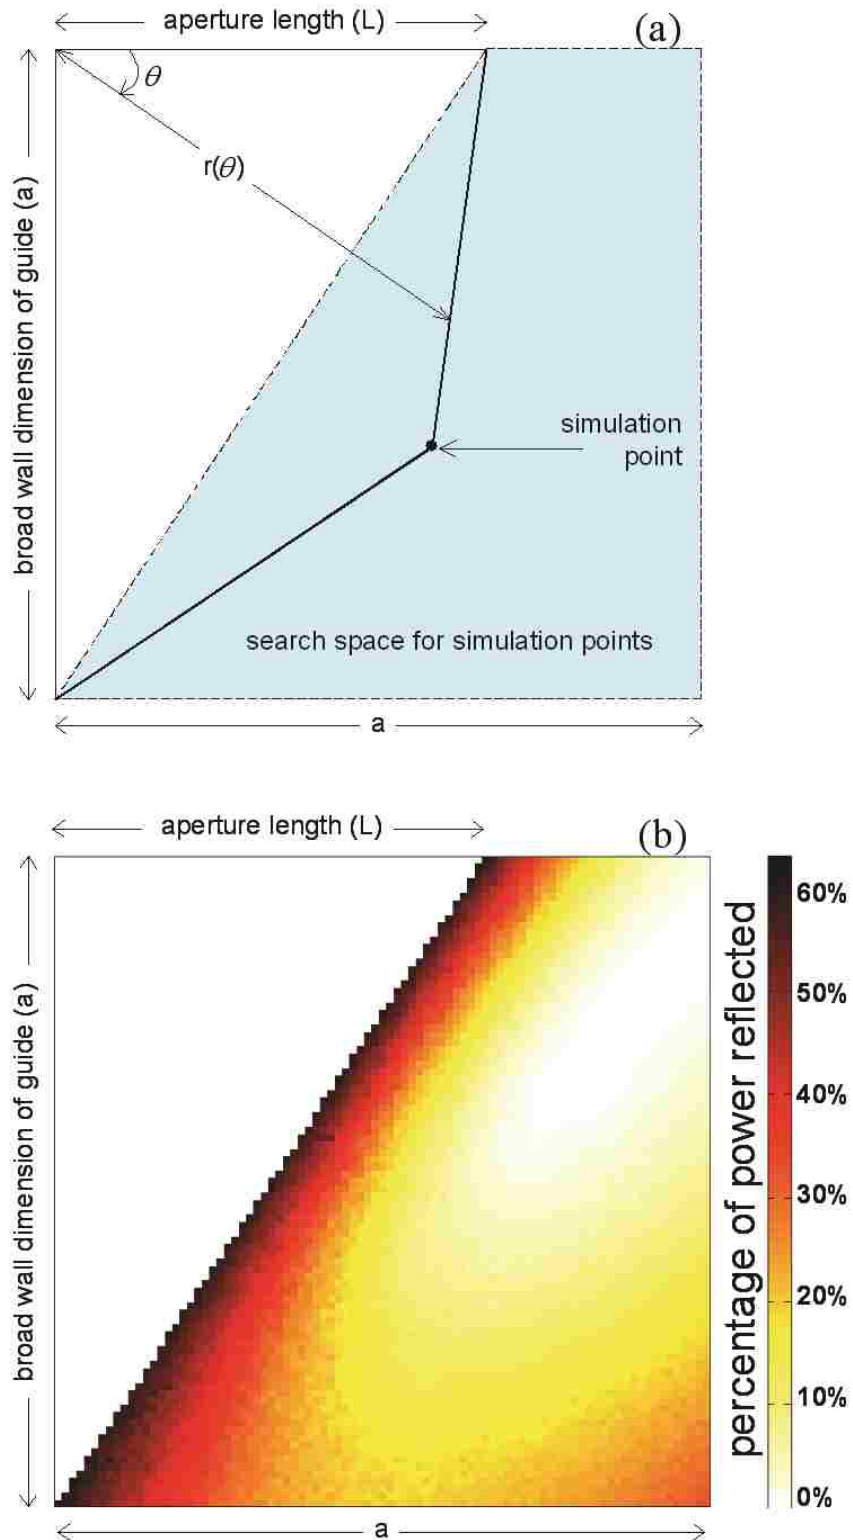 aperture length (L)
(a)
θ
r(θ)
broad wall dimension of guide (a)
simulation
point
search space for simulation points
a
aperture length (L)
(b)
broad wall dimension of guide (a)
percentage of power reflected
60%
50%
40%
30%
20%
10%
0%
a